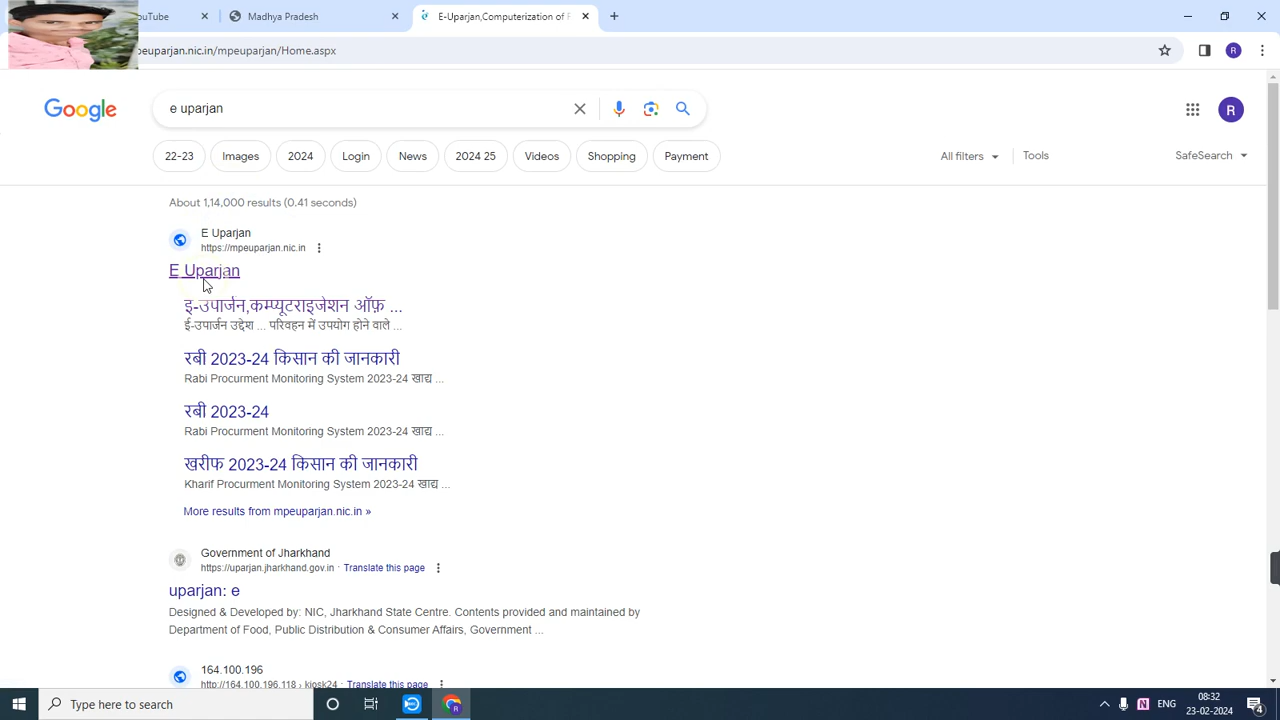 ouTube
Madhya Pradesh
E-Uparjan,Computerization of
peuparjan.nic.in/mpeuparjan/Home.aspx
R
Google
e uparjan
R
22-23
Images
2024
Login
News
2024 25
Videos
Shopping
Payment
All filters
Tools
SafeSearch
About 1,14,000 results (0.41 seconds)
E Uparjan
https://mpeuparjan.nic.in
E Uparjan
इ-उपार्जन,कम्प्यूटराइजेशन ऑफ़ ...
ई-उपार्जन उद्देश ... परिवहन में उपयोग होने वाले ...
रबी 2023-24 किसान की जानकारी
Rabi Procurment Monitoring System 2023-24 खाद्य ...
रबी 2023-24
Rabi Procurment Monitoring System 2023-24 खाद्य ...
खरीफ 2023-24 किसान की जानकारी
Kharif Procurment Monitoring System 2023-24 खाद्य ...
More results from mpeuparjan.nic.in »
Government of Jharkhand
https://uparjan.jharkhand.gov.in · Translate this page
uparjan: e
Designed & Developed by: NIC, Jharkhand State Centre. Contents provided and maintained by
Department of Food, Public Distribution & Consumer Affairs, Government ...
164.100.196
http://164.100.196.118 › kiosk24 · Translate this page
Type here to search
R
N
ENG
08:32
23-02-2024
4